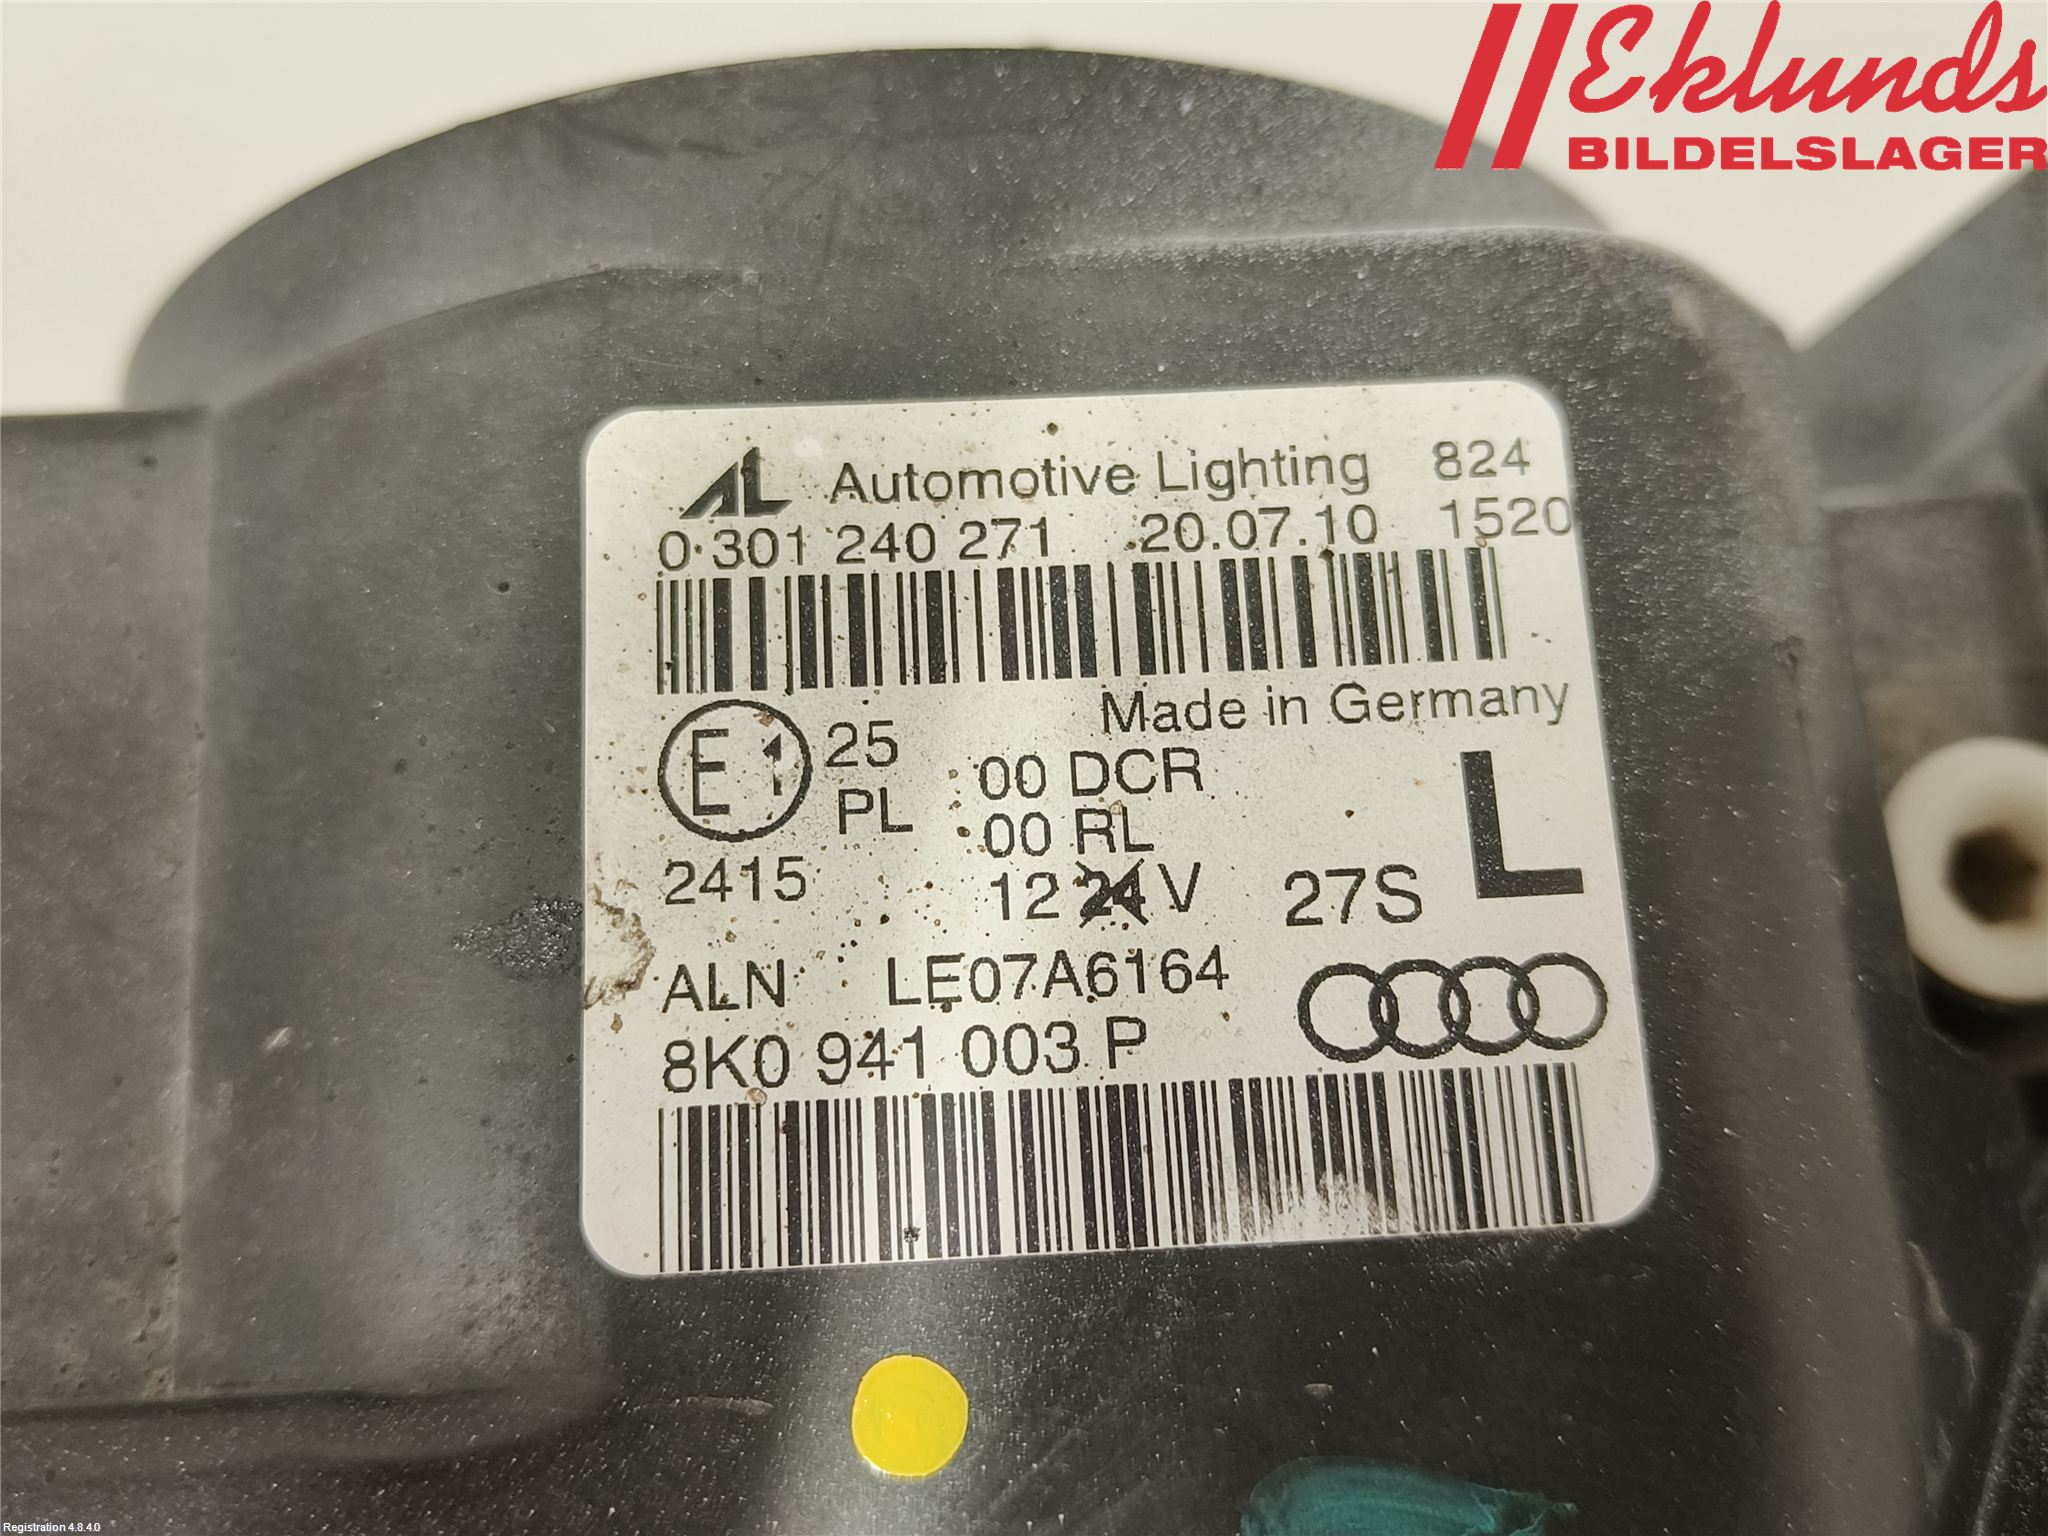 Eklunds
BILDELSLAGER
AL Automotive Lighting 824
0 301 240 271 20.07.10 1520
Made in Germany
E1 25 00 DCR L
PL 00 RL
2415 12 24 V 27S
ALN LE07A6164
8K0 941 003 P
Registration 4.8.4.0